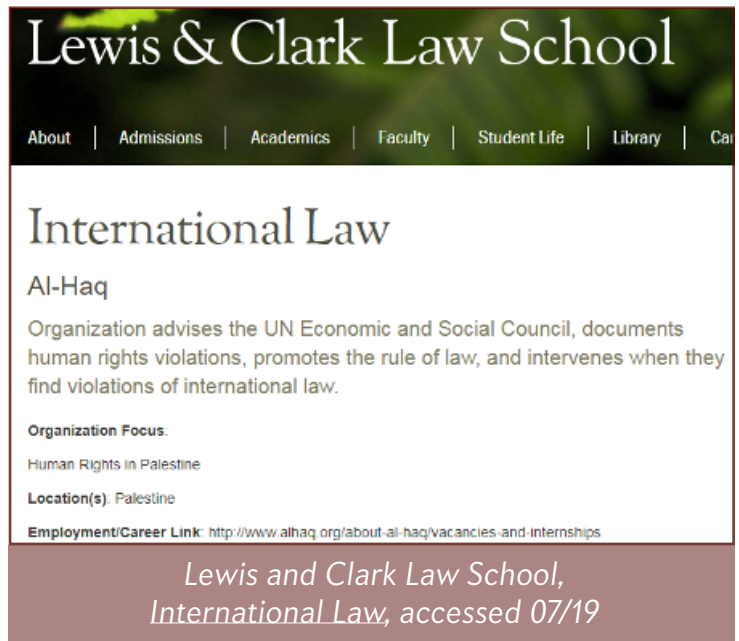 Lewis & Clark Law School
About | Admissions | Academics | Faculty | Student Life | Library | Ca
International Law
Al-Haq
Organization advises the UN Economic and Social Council, documents
human rights violations, promotes the rule of law, and intervenes when they
find violations of international law.
Organization Focus:
Human Rights in Palestine
Location(s): Palestine
Employment/Career Link: http://www.alhaq.org/about-al-haq/vacancies-and-internships
Lewis and Clark Law School,
International Law, accessed 07/19